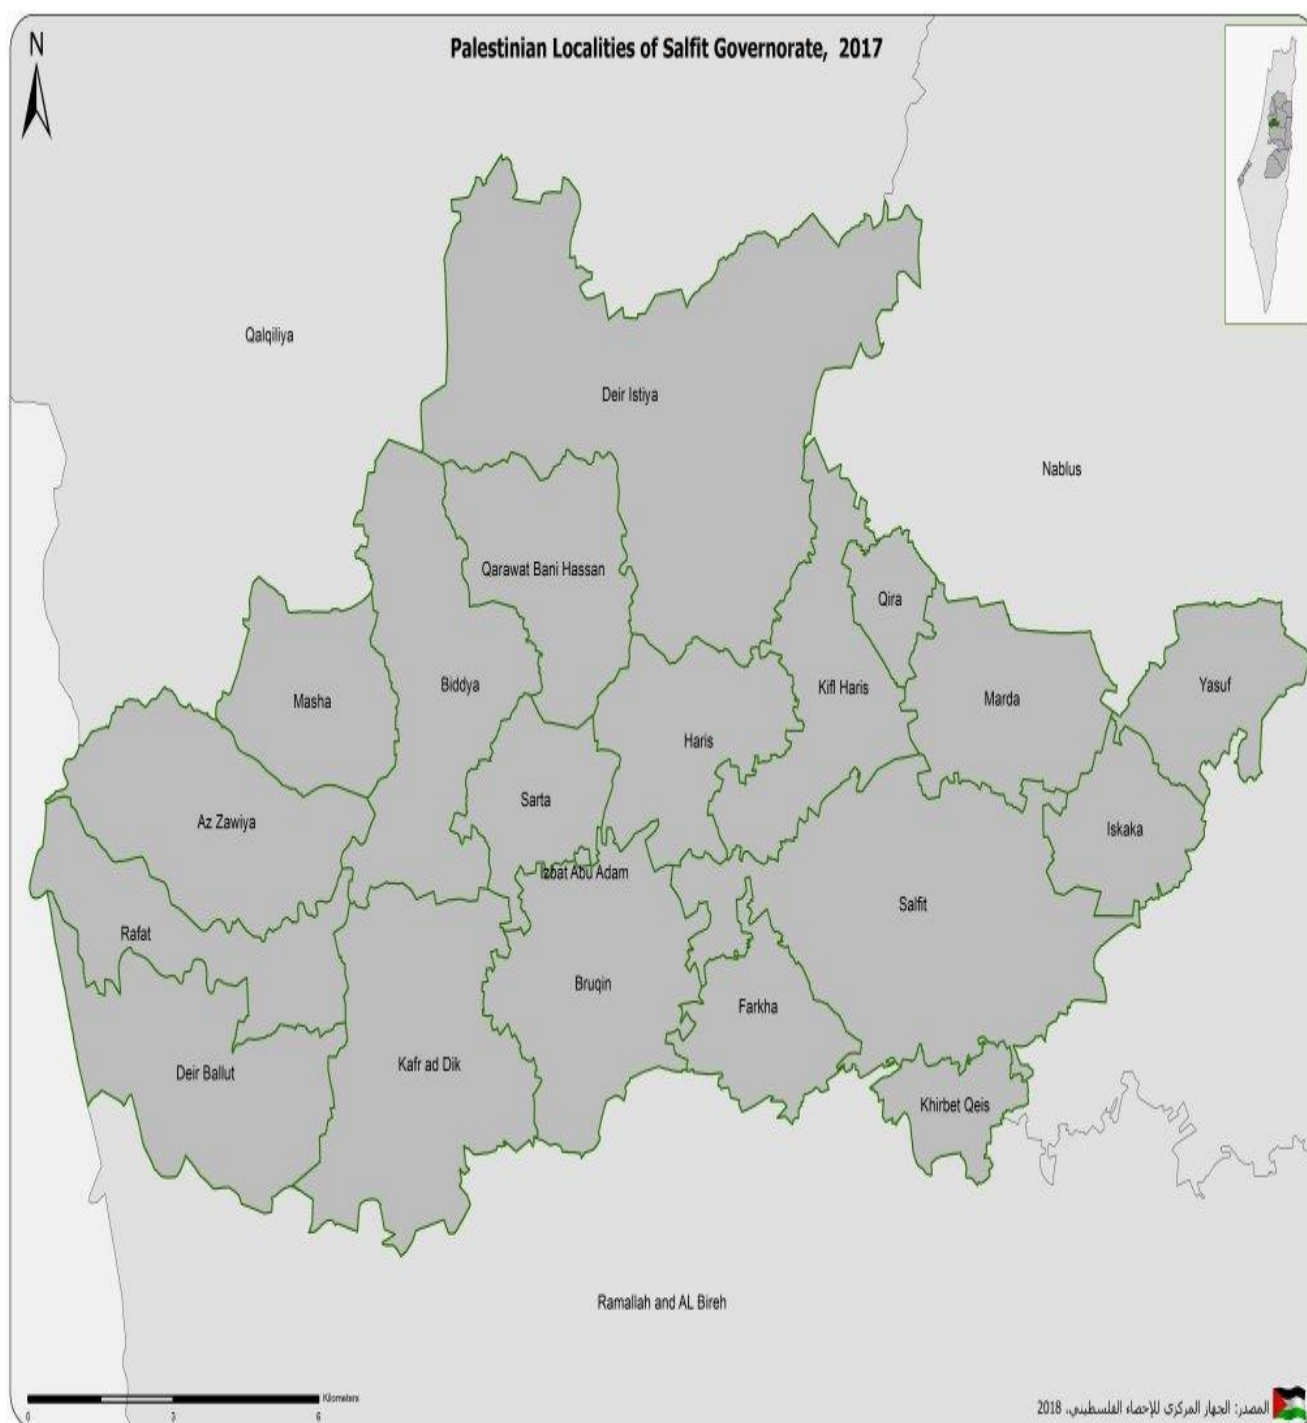 N
Palestinian Localities of Salfit Governorate, 2017
Qalqiliya
Deir Istiya
Nablus
Qarawat Bani Hassan
Qira
Masha
Biddya
Kifl Haris
Marda
Yasuf
Haris
Sarta
Az Zawiya
Iskaka
Izbat Abu Adam
Salfit
Rafat
Bruqin
Farkha
Deir Ballut
Kafr ad Dik
Khirbet Qeis
Ramallah and AL Bireh
Kilometers
0 3 6
المصدر: الجهاز المركزي للإحصاء الفلسطيني، 2018